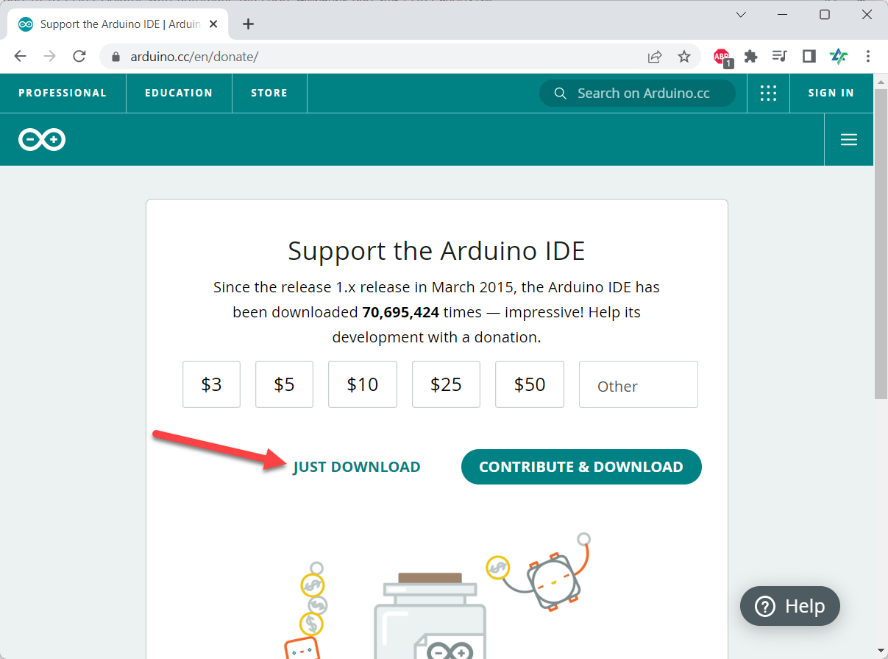 Support the Arduino IDE | Arduin
arduino.cc/en/donate/
ABP
1
PROFESSIONAL
EDUCATION
STORE
Search on Arduino.cc
SIGN IN
Support the Arduino IDE
Since the release 1.x release in March 2015, the Arduino IDE has
been downloaded 70,695,424 times — impressive! Help its
development with a donation.
$3
$5
$10
$25
$50
Other
JUST DOWNLOAD
CONTRIBUTE & DOWNLOAD
Help